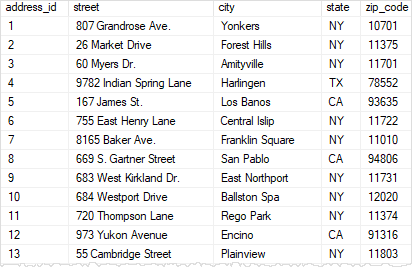 address_id street city state zip_code
1 807 Grandrose Ave. Yonkers NY 10701
2 26 Market Drive Forest Hills NY 11375
3 60 Myers Dr. Amityville NY 11701
4 9782 Indian Spring Lane Harlingen TX 78552
5 167 James St. Los Banos CA 93635
6 755 East Henry Lane Central Islip NY 11722
7 8165 Baker Ave. Franklin Square NY 11010
8 669 S. Gartner Street San Pablo CA 94806
9 683 West Kirkland Dr. East Northport NY 11731
10 684 Westport Drive Ballston Spa NY 12020
11 720 Thompson Lane Rego Park NY 11374
12 973 Yukon Avenue Encino CA 91316
13 55 Cambridge Street Plainview NY 11803